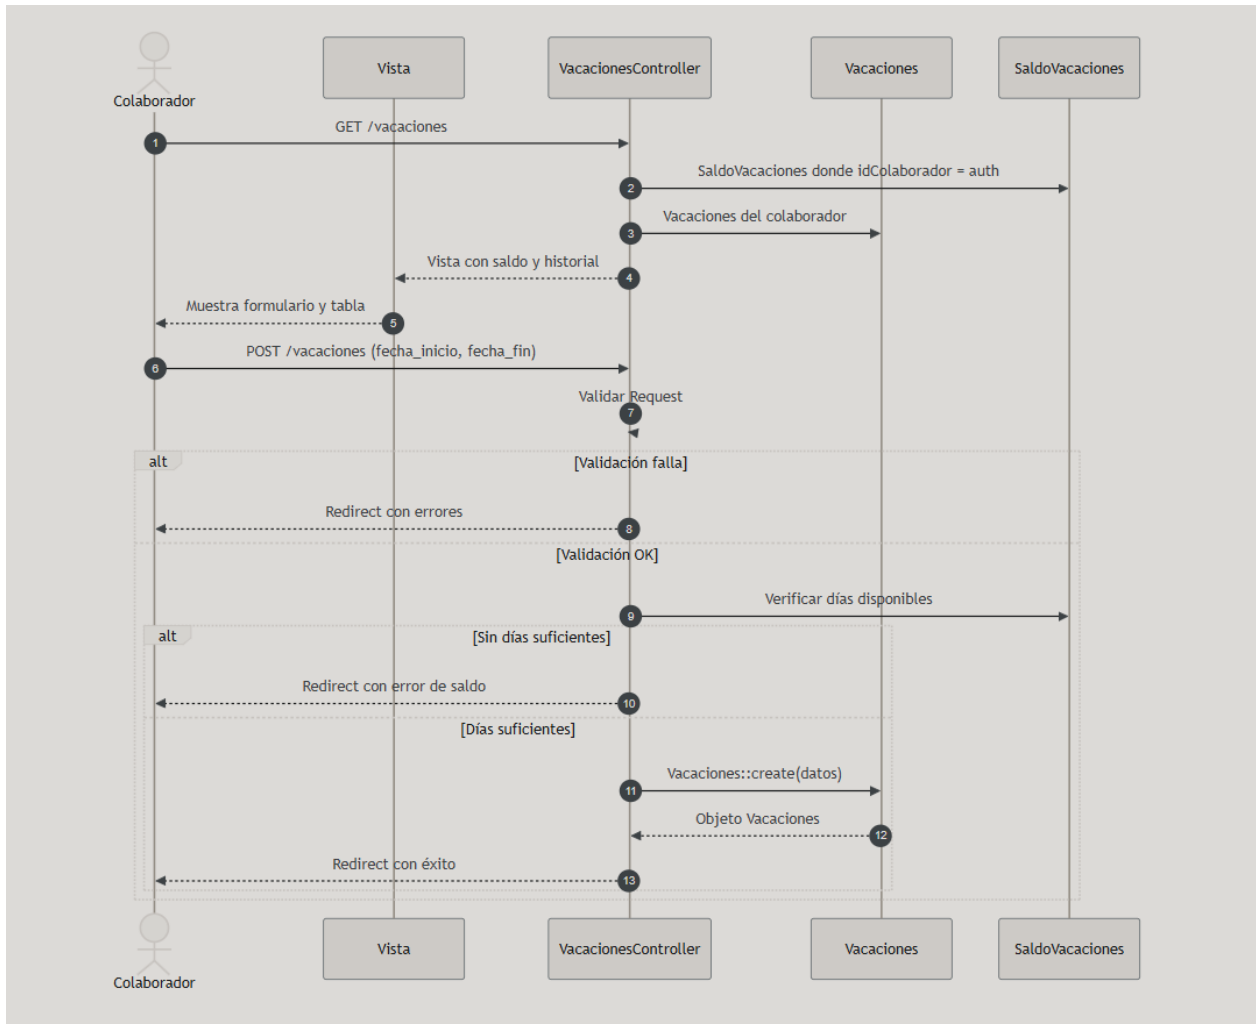 Colaborador
Vista
VacacionesController
Vacaciones
SaldoVacaciones
GET /vacaciones
1
SaldoVacaciones donde idColaborador = auth
2
Vacaciones del colaborador
3
Vista con saldo y historial
4
Muestra formulario y tabla
5
POST /vacaciones (fecha_inicio, fecha_fin)
6
Validar Request
7
alt
[Validación falla]
Redirect con errores
8
[Validación OK]
Verificar días disponibles
9
alt
[Sin días suficientes]
Redirect con error de saldo
10
[Días suficientes]
Vacaciones::create(datos)
11
Objeto Vacaciones
12
Redirect con éxito
13
Colaborador
Vista
VacacionesController
Vacaciones
SaldoVacaciones